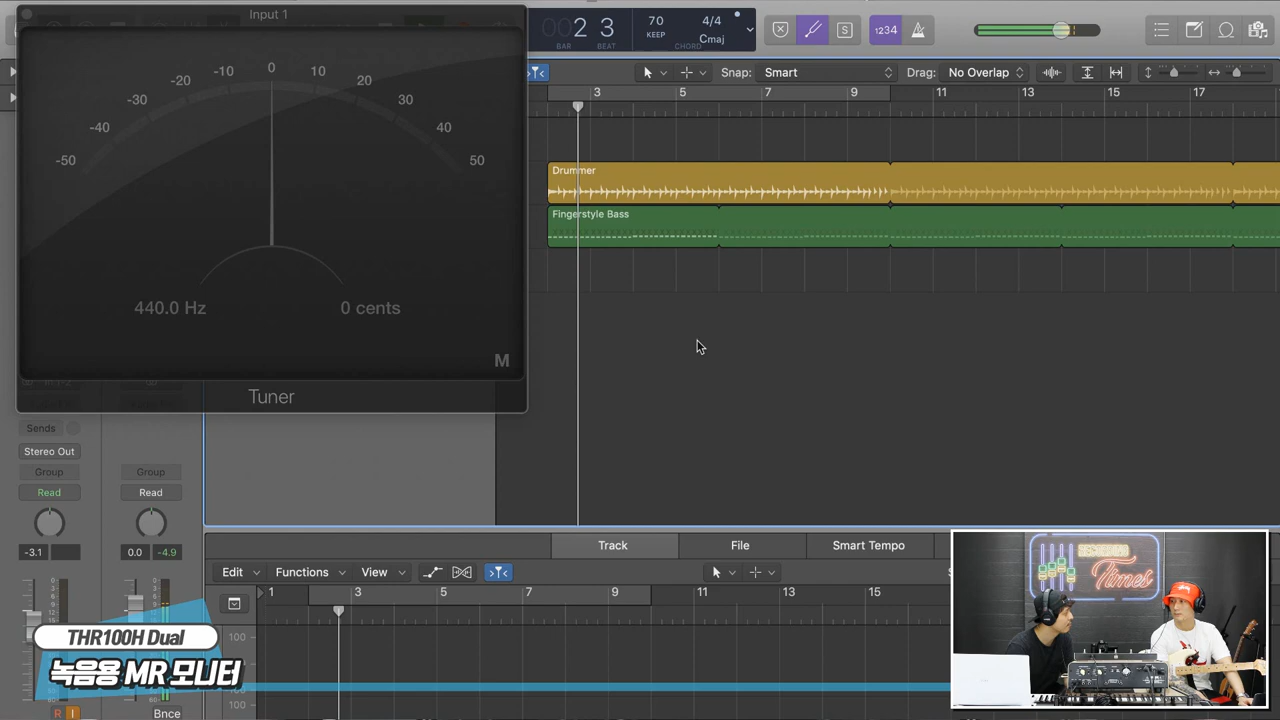 Input 1
-50
-40
-30
-20
-10
0
10
20
30
40
50
440.0 Hz
0 cents
M
Tuner
002 3
BAR
BEAT
70
KEEP
4/4
Cmaj
CHORD
S
1234
Snap:
Smart
Drag:
No Overlap
3
5
7
9
11
13
15
17
Drummer
Fingerstyle Bass
Sends
Stereo Out
Group
Group
Read
Read
-3.1
0.0
-4.9
R
I
Bnce
Track
File
Smart Tempo
Edit
Functions
View
1
3
5
7
9
11
13
15
100
100
THR100H Dual
녹음용 MR 모니터
Times